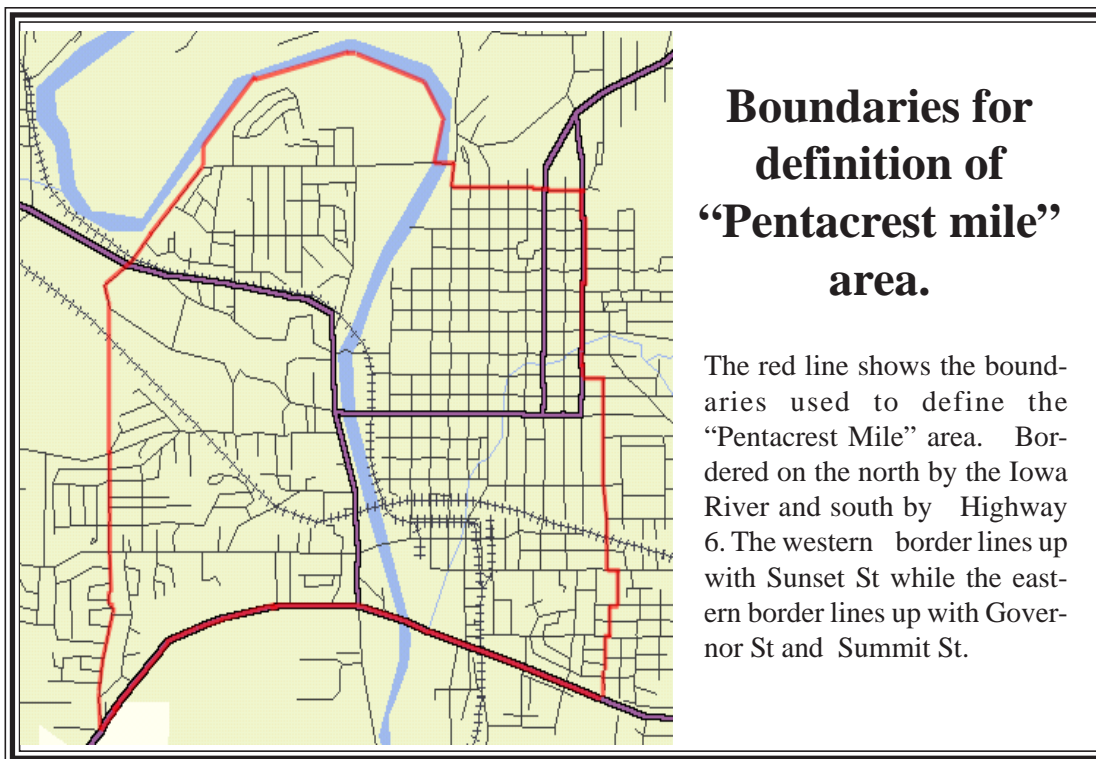 Boundaries for
definition of
“Pentacrest mile”
area.
The red line shows the bound-
aries used to define the
“Pentacrest Mile” area. Bor-
dered on the north by the Iowa
River and south by Highway
6. The western border lines up
with Sunset St while the east-
ern border lines up with Gover-
nor St and Summit St.